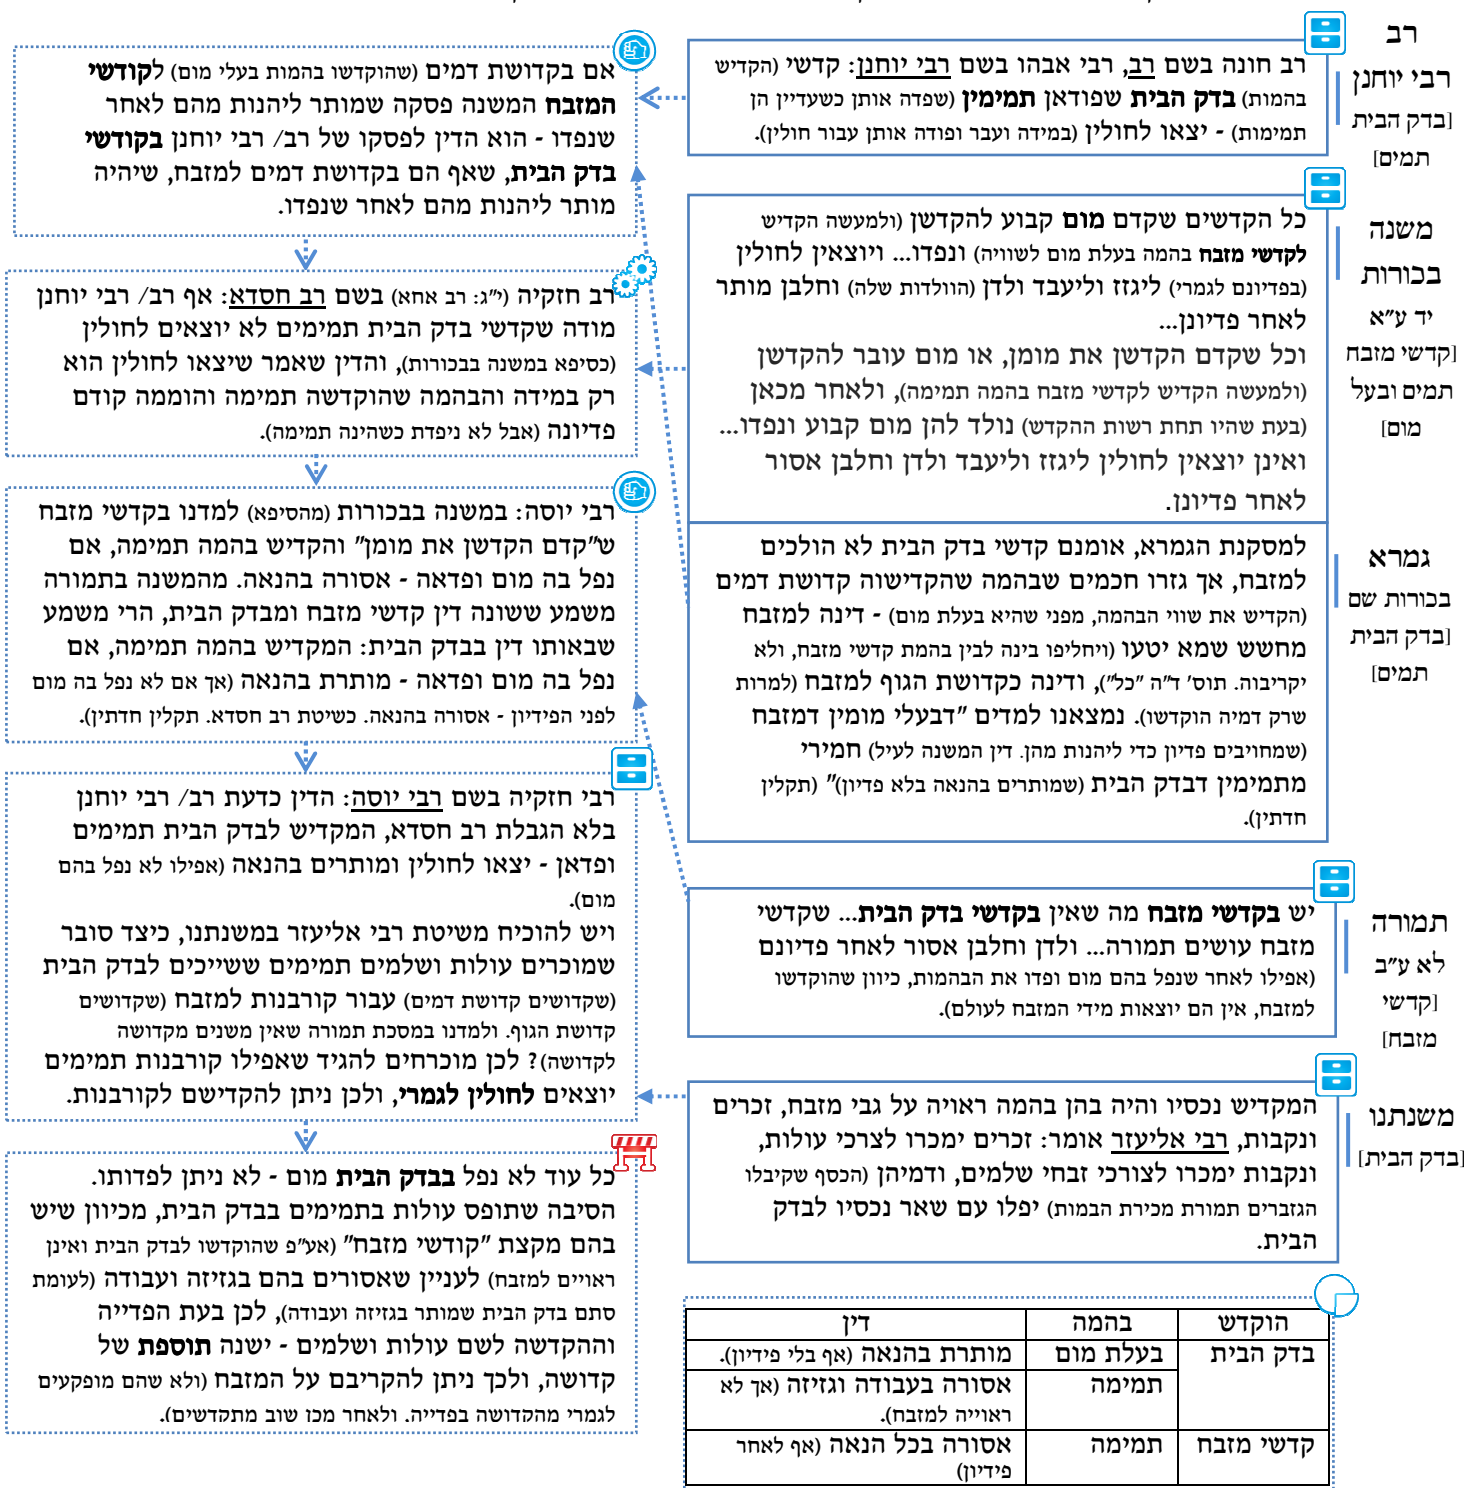 רב
רבי יוחנן
[בדק הבית
תמים]
רב חונה בשם רב, רבי אבהו בשם רבי יוחנן: קדשי (הקדיש
בהמות) בדק הבית שפודאן תמימין (שפדה אותן כשעדיין הן
תמימות) - יצאו לחולין (במידה ועבר ופודה אותן עבור חולין).
משנה
בכורות
יד ע״א
[קדשי מזבח
תמים ובעל
מום]
כל הקדשים שקדם מום קבוע להקדשן (ולמעשה הקדיש
לקדשי מזבח בהמה בעלת מום לשוויה) ונפדו... ויוצאין לחולין
(בפדיונם לגמרי) ליגזז וליעבד ולדן (הוולדות שלה) וחלבן מותר
לאחר פדיונן...
וכל שקדם הקדשן את מומן, או מום עובר להקדשן
(ולמעשה הקדיש לקדשי מזבח בהמה תמימה), ולאחר מכאן
(בעת שהיו תחת רשות ההקדש) נולד להן מום קבוע ונפדו...
ואינן יוצאין לחולין ליגזז וליעבד ולדן וחלבן אסור
לאחר פדיונן.
גמרא
בכורות שם
[בדק הבית
תמים]
למסקנת הגמרא, אומנם קדשי בדק הבית לא הולכים
למזבח, אך גזרו חכמים שבהמה שהקדישוה קדושת דמים
(הקדיש את שווי הבהמה, מפני שהיא בעלת מום) - דינה למזבח
מחשש שמא יטעו (ויחליפו בינה לבין בהמת קדשי מזבח, ולא
יקריבוה. תוס' ד״ה "כל"), ודינה כקדושת הגוף למזבח (למרות
שרק דמיה הוקדשו). נמצאנו למדים "דבעלי מומין דמזבח
(שמחויבים פדיון כדי ליהנות מהן. דין המשנה לעיל) חמירי
מתמימין דבדק הבית (שמותרים בהנאה בלא פדיון)" (תקלין
חדתין).
תמורה
לא ע״ב
[קדשי
מזבח]
יש בקדשי מזבח מה שאין בקדשי בדק הבית... שקדשי
מזבח עושים תמורה... ולדן וחלבן אסור לאחר פדיונם
(אפילו לאחר שנפל בהם מום ופדו את הבהמות, כיוון שהוקדשו
למזבח, אין הם יוצאות מידי המזבח לעולם).
משנתנו
[בדק הבית]
המקדיש נכסיו והיה בהן בהמה ראויה על גבי מזבח, זכרים
ונקבות, רבי אליעזר אומר: זכרים ימכרו לצרכי עולות,
ונקבות ימכרו לצורכי זבחי שלמים, ודמיהן (הכסף שקיבלו
הגזברים תמורת מכירת הבמות) יפלו עם שאר נכסיו לבדק
הבית.
הוקדש בהמה דין
בדק הבית בעלת מום מותרת בהנאה (אף בלי פידיון).
תמימה אסורה בעבודה וגזיזה (אך לא
ראוייה למזבח).
קדשי מזבח תמימה אסורה בכל הנאה (אף לאחר
פידיון)
אם בקדושת דמים (שהוקדשו בהמות בעלי מום) לקודשי
המזבח המשנה פסקה שמותר ליהנות מהם לאחר
שנפדו - הוא הדין לפסקו של רב/ רבי יוחנן בקודשי
בדק הבית, שאף הם בקדושת דמים למזבח, שיהיה
מותר ליהנות מהם לאחר שנפדו.
רב חזקיה (י״ג: רב אחא) בשם רב חסדא: אף רב/ רבי יוחנן
מודה שקדשי בדק הבית תמימים לא יוצאים לחולין
(כסיפא במשנה בבכורות), והדין שאמר שיצאו לחולין הוא
רק במידה והבהמה שהוקדשה תמימה והוממה קודם
פדיונה (אבל לא ניפדת כשהינה תמימה).
רבי יוסה: במשנה בבכורות (מהסיפא) למדנו בקדשי מזבח
ש"קדם הקדשן את מומן" והקדיש בהמה תמימה, אם
נפל בה מום ופדאה - אסורה בהנאה. מהמשנה בתמורה
משמע ששונה דין קדשי מזבח ומבדק הבית, הרי משמע
שבאותו דין בבדק הבית: המקדיש בהמה תמימה, אם
נפל בה מום ופדאה - מותרת בהנאה (אך אם לא נפל בה מום
לפני הפידיון - אסורה בהנאה. כשיטת רב חסדא. תקלין חדתין).
רבי חזקיה בשם רבי יוסה: הדין כדעת רב/ רבי יוחנן
בלא הגבלת רב חסדא, המקדיש לבדק הבית תמימים
ופדאן - יצאו לחולין ומותרים בהנאה (אפילו לא נפל בהם
מום).
ויש להוכיח משיטת רבי אליעזר במשנתנו, כיצד סובר
שמוכרים עולות ושלמים תמימים ששייכים לבדק הבית
(שקדושים קדושת דמים) עבור קורבנות למזבח (שקדושים
קדושת הגוף. ולמדנו במסכת תמורה שאין משנים מקדושה
לקדושה)? לכן מוכרחים להגיד שאפילו קורבנות תמימים
יוצאים לחולין לגמרי, ולכן ניתן להקדישם לקורבנות.
כל עוד לא נפל בבדק הבית מום - לא ניתן לפדותו.
הסיבה שתופס עולות בתמימים בבדק הבית, מכיוון שיש
בהם מקצת "קודשי מזבח" (אע״פ שהוקדשו לבדק הבית ואינן
ראויים למזבח) לעניין שאסורים בהם בגזיזה ועבודה (לעומת
סתם בדק הבית שמותר בגזיזה ועבודה), לכן בעת הפדייה
וההקדשה לשם עולות ושלמים - ישנה תוספת של
קדושה, ולכך ניתן להקריבם על המזבח (ולא שהם מופקעים
לגמרי מהקדושה בפדייה. ולאחר מכן שוב מתקדשים).